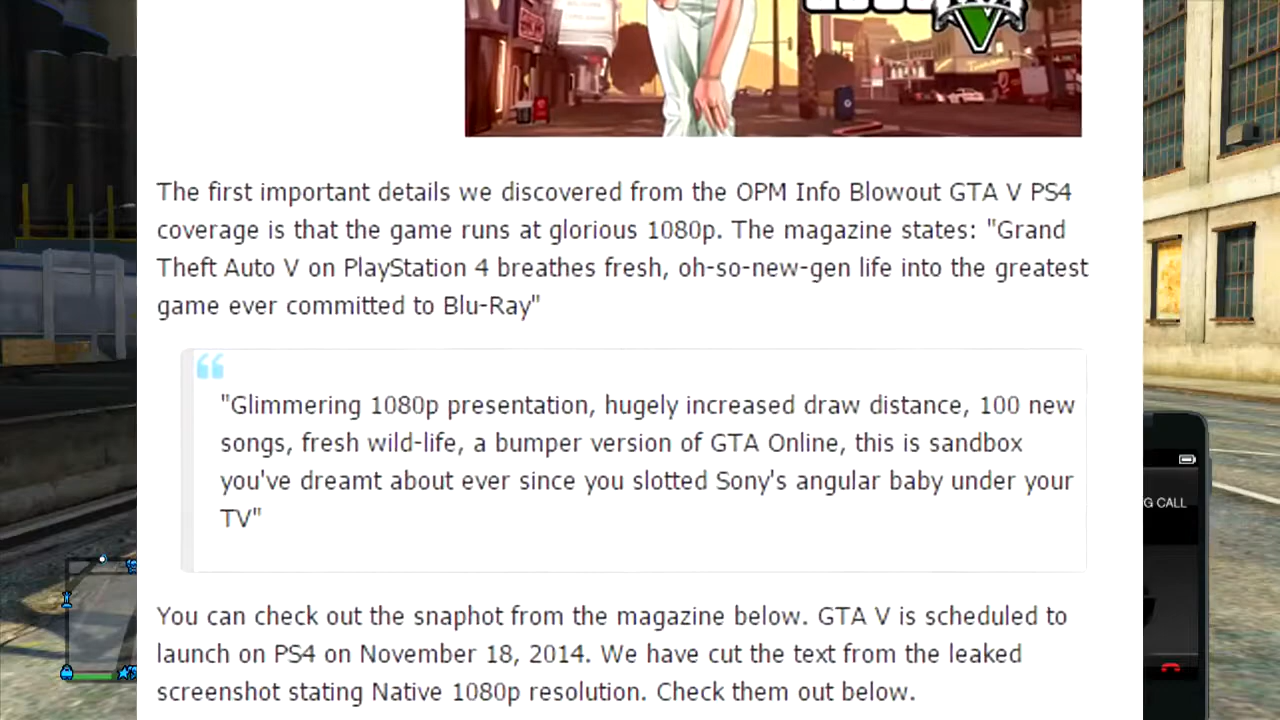 V
The first important details we discovered from the OPM Info Blowout GTA V PS4
coverage is that the game runs at glorious 1080p. The magazine states: "Grand
Theft Auto V on PlayStation 4 breathes fresh, oh-so-new-gen life into the greatest
game ever committed to Blu-Ray"
"Glimmering 1080p presentation, hugely increased draw distance, 100 new
songs, fresh wild-life, a bumper version of GTA Online, this is sandbox
you've dreamt about ever since you slotted Sony's angular baby under your
TV"
G CALL
You can check out the snaphot from the magazine below. GTA V is scheduled to
launch on PS4 on November 18, 2014. We have cut the text from the leaked
screenshot stating Native 1080p resolution. Check them out below.